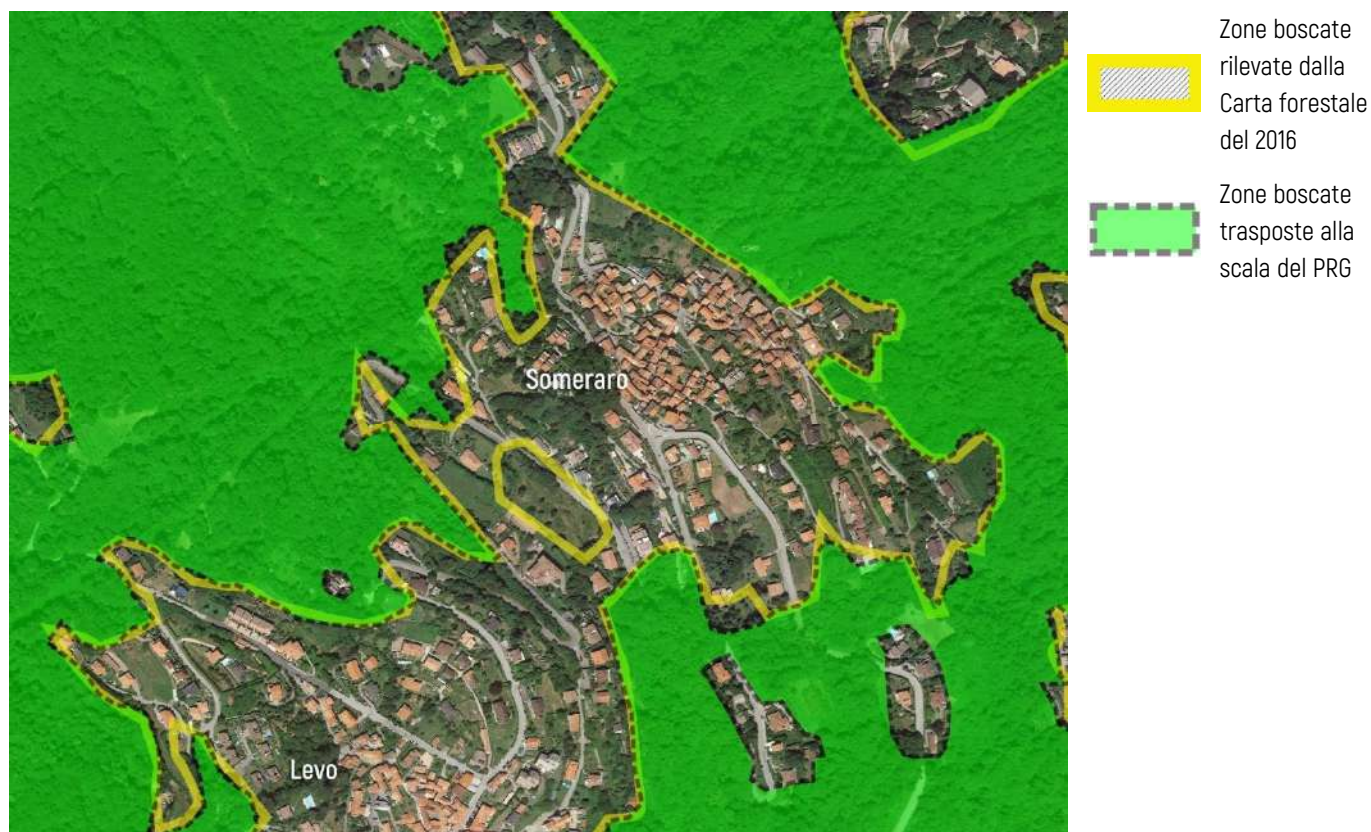 Zone boscate
rilevate dalla
Carta forestale
del 2016
Zone boscate
trasposte alla
scala del PRG
Someraro
Levo